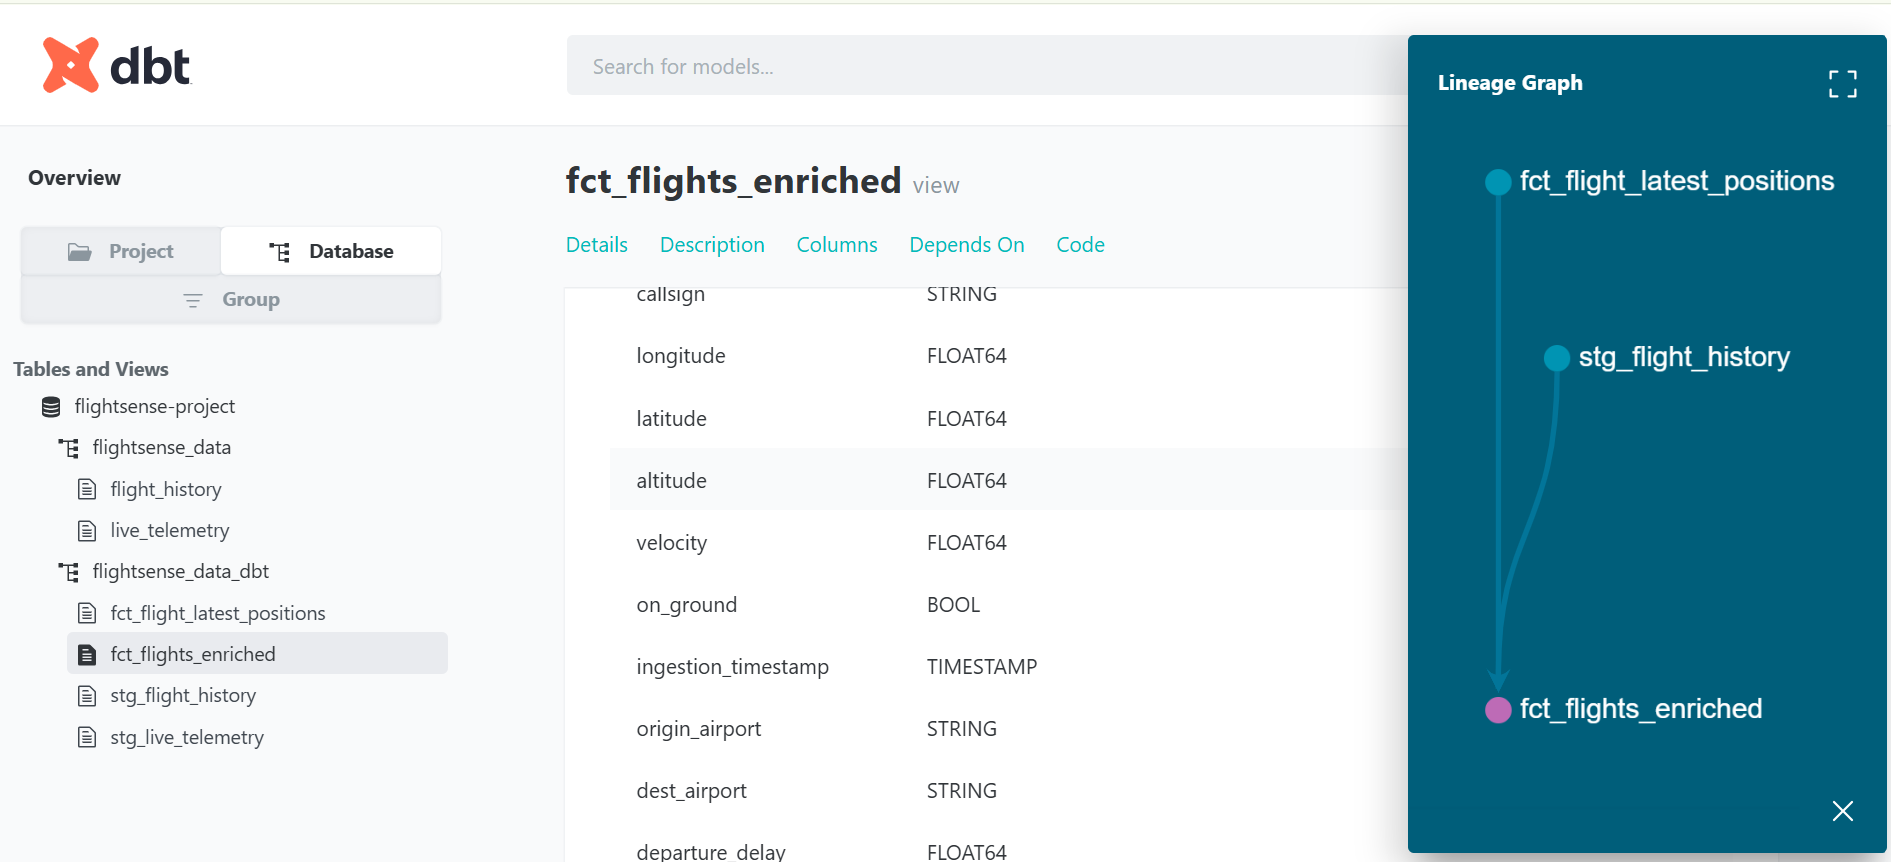 dbt
Search for models...
Overview
Project
Database
Group
Tables and Views
flightsense-project
flightsense_data
flight_history
live_telemetry
flightsense_data_dbt
fct_flight_latest_positions
fct_flights_enriched
stg_flight_history
stg_live_telemetry
fct_flights_enriched view
Details Description Columns Depends On Code
callsign STRING
longitude FLOAT64
latitude FLOAT64
altitude FLOAT64
velocity FLOAT64
on_ground BOOL
ingestion_timestamp TIMESTAMP
origin_airport STRING
dest_airport STRING
departure_delay FLOAT64
Lineage Graph
fct_flight_latest_positions
stg_flight_history
fct_flights_enriched